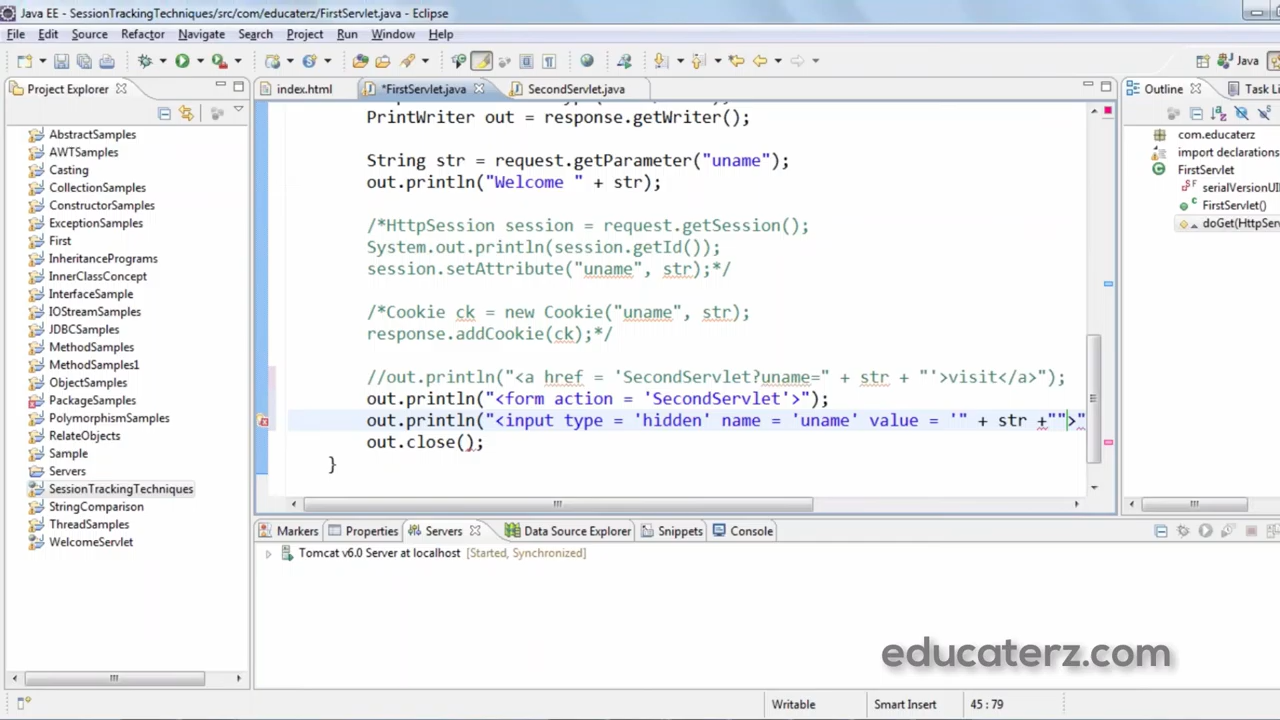 Java EE - SessionTrackingTechniques/src/com/educaterz/FirstServlet.java - Eclipse
File Edit Source Refactor Navigate Search Project Run Window Help
Java
Project Explorer
index.html
*FirstServlet.java
SecondServlet.java
Outline
Task Li
AbstractSamples
AWTSamples
Casting
CollectionSamples
ConstructorSamples
ExceptionSamples
First
InheritancePrograms
InnerClassConcept
InterfaceSample
IOStreamSamples
JDBCSamples
MethodSamples
MethodSamples1
ObjectSamples
PackageSamples
PolymorphismSamples
RelateObjects
Sample
Servers
SessionTrackingTechniques
StringComparison
ThreadSamples
WelcomeServlet
PrintWriter out = response.getWriter();
String str = request.getParameter("uname");
out.println("Welcome " + str);
/*HttpSession session = request.getSession();
System.out.println(session.getId());
session.setAttribute("uname", str);*/
/*Cookie ck = new Cookie("uname", str);
response.addCookie(ck);*/
//out.println("<a href = 'SecondServlet?uname=" + str + "'>visit</a>");
out.println("<form action = 'SecondServlet'>");
out.println("<input type = 'hidden' name = 'uname' value = '" + str +"">"
out.close();
}
com.educaterz
import declarations
FirstServlet
serialVersionUI
FirstServlet()
doGet(HttpSer
Markers Properties Servers Data Source Explorer Snippets Console
Tomcat v6.0 Server at localhost [Started, Synchronized]
educaterz.com
Writable
Smart Insert
45 : 79